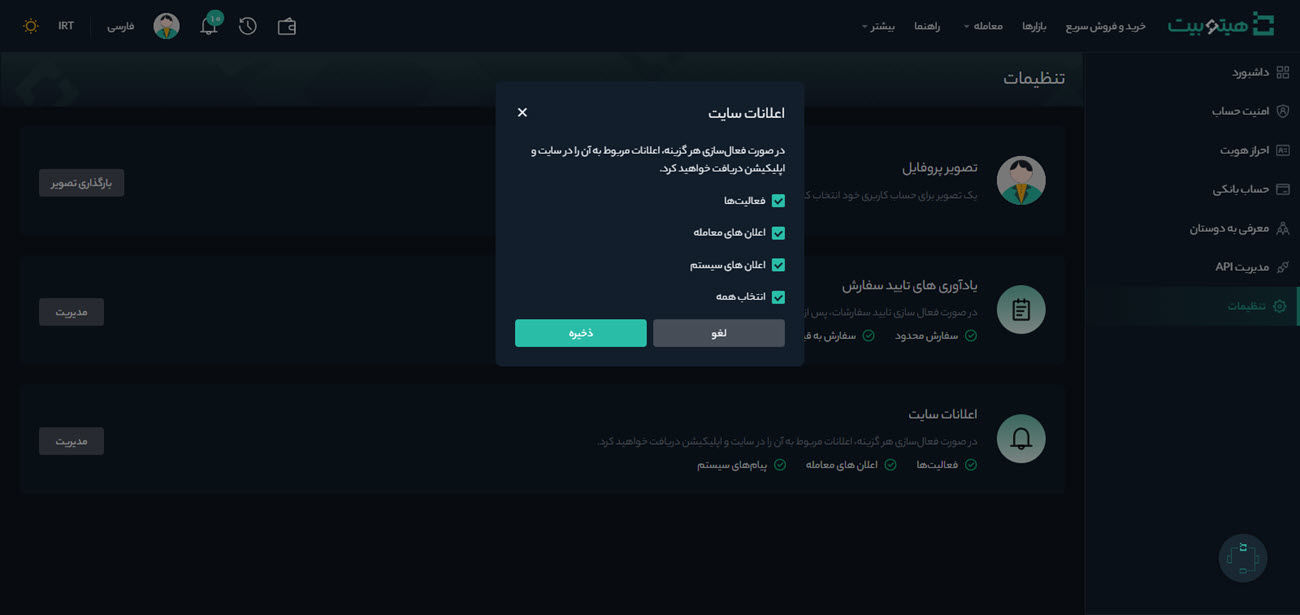 هیتوبیت
خرید و فروش سریع
بازارها
معامله
راهنما
بیشتر
۱۰
فارسی
IRT
داشبورد
امنیت حساب
احراز هویت
حساب بانکی
معرفی به دوستان
مدیریت API
تنظیمات
تنظیمات
تصویر پروفایل
یک تصویر برای حساب کاربری خود انتخاب
بارگذاری تصویر
یادآوری های تایید سفارش
در صورت فعال سازی تایید سفارشات، پس از
سفارش محدود
سفارش به
مدیریت
اعلانات سایت
در صورت فعال‌سازی هر گزینه، اعلانات مربوط به آن را در سایت و اپلیکیشن دریافت خواهید کرد.
فعالیت‌ها
اعلان های معامله
پیام‌های سیستم
مدیریت
اعلانات سایت
در صورت فعال‌سازی هر گزینه، اعلانات مربوط به آن را در سایت و
اپلیکیشن دریافت خواهید کرد.
فعالیت‌ها
اعلان های معامله
اعلان های سیستم
انتخاب همه
لغو
ذخیره